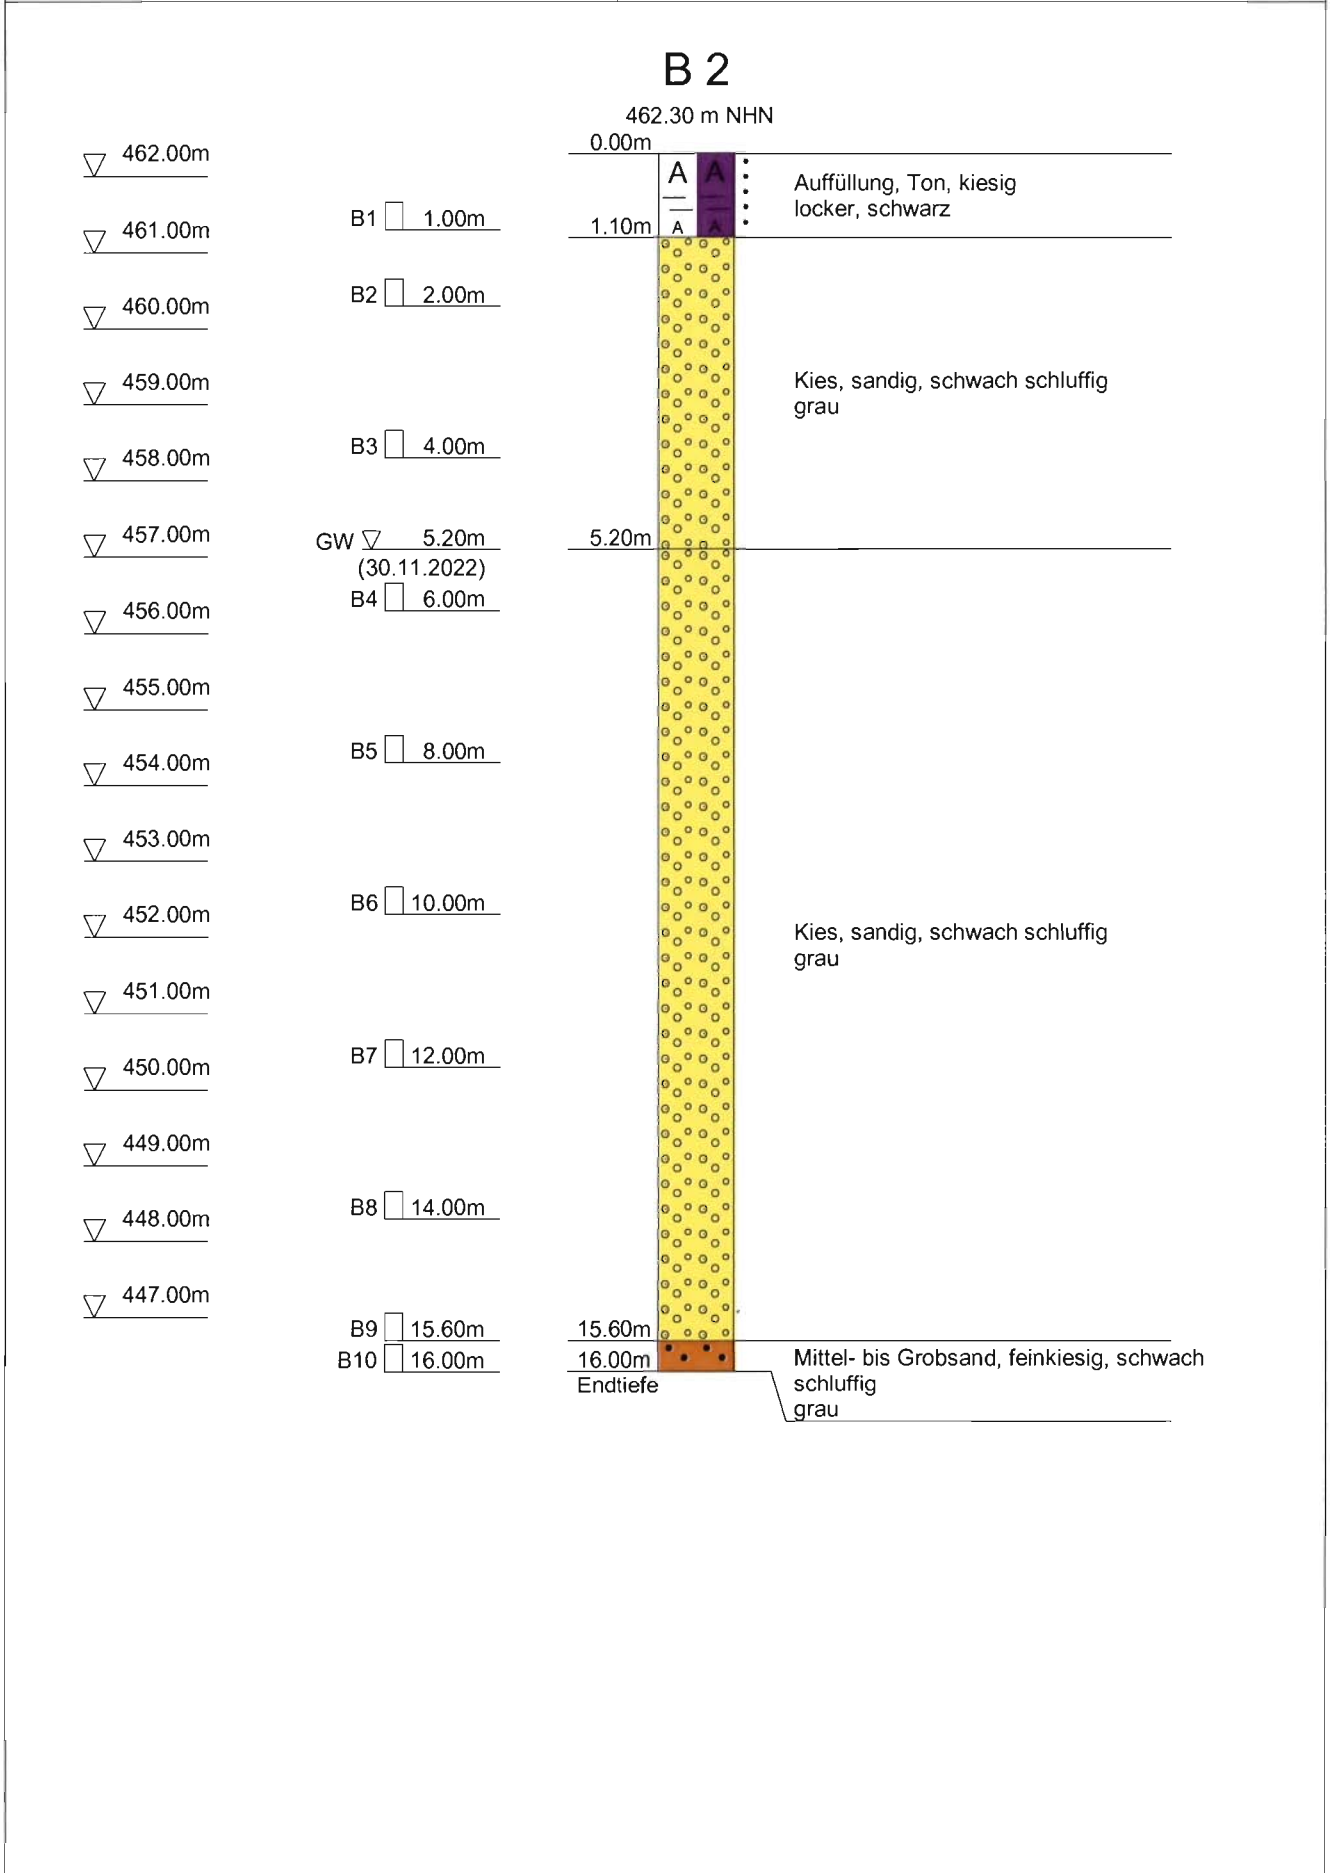 B 2
462.30 m NHN
0.00m
462.00m
A A
Auffüllung, Ton, kiesig
locker, schwarz
B1 1.00m
461.00m
1.10m
A A
B2 2.00m
460.00m
459.00m
Kies, sandig, schwach schluffig
grau
B3 4.00m
458.00m
457.00m
GW 5.20m
5.20m
(30.11.2022)
B4 6.00m
456.00m
455.00m
B5 8.00m
454.00m
453.00m
B6 10.00m
452.00m
Kies, sandig, schwach schluffig
grau
451.00m
B7 12.00m
450.00m
449.00m
B8 14.00m
448.00m
447.00m
B9 15.60m
15.60m
B10 16.00m
16.00m
Endtiefe
Mittel- bis Grobsand, feinkiesig, schwach
schluffig
grau